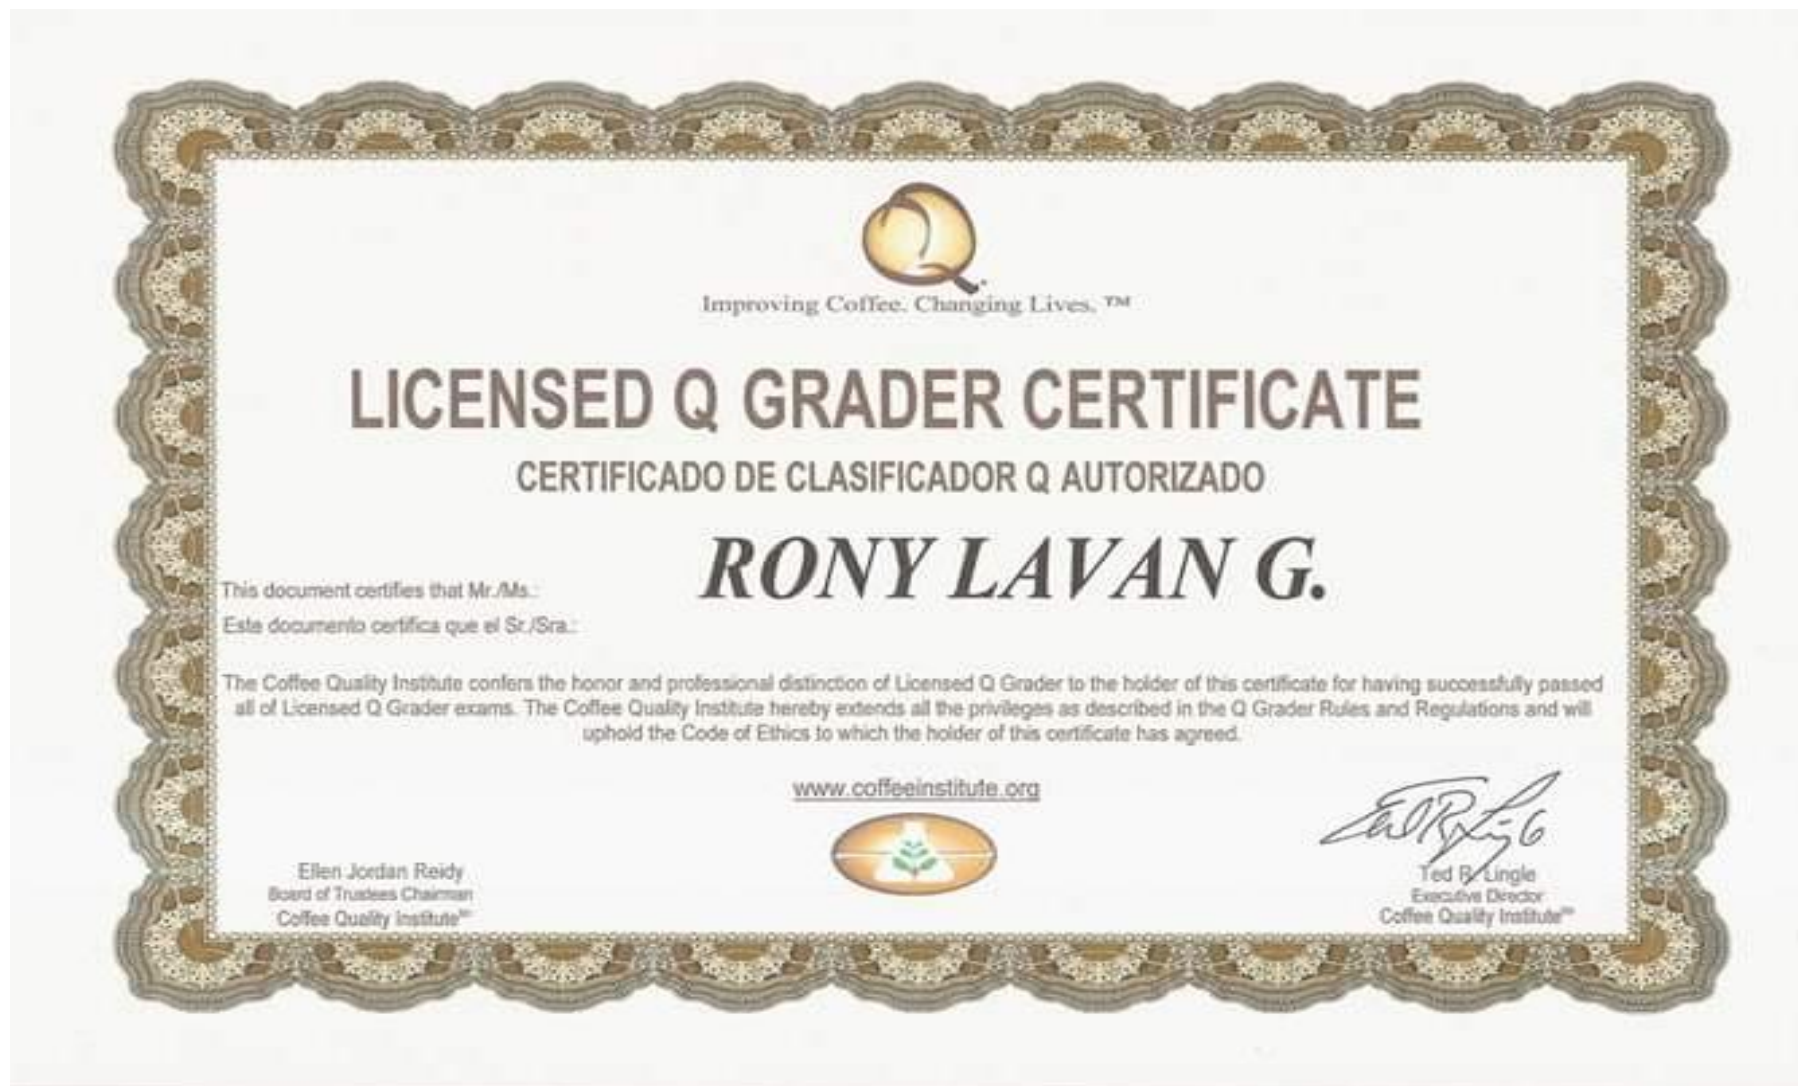 Improving Coffee. Changing Lives. ™
LICENSED Q GRADER CERTIFICATE
CERTIFICADO DE CLASIFICADOR Q AUTORIZADO
RONY LAVAN G.
This document certifies that Mr./Ms.:
Este documento certifica que el Sr./Sra.:
The Coffee Quality Institute confers the honor and professional distinction of Licensed Q Grader to the holder of this certificate for having successfully passed
all of Licensed Q Grader exams. The Coffee Quality Institute hereby extends all the privileges as described in the Q Grader Rules and Regulations and will
uphold the Code of Ethics to which the holder of this certificate has agreed.
www.coffeeinstitute.org
Ellen Jordan Reidy
Board of Trustees Chairman
Coffee Quality Institute℠
Ted R. Lingle
Executive Director
Coffee Quality Institute℠